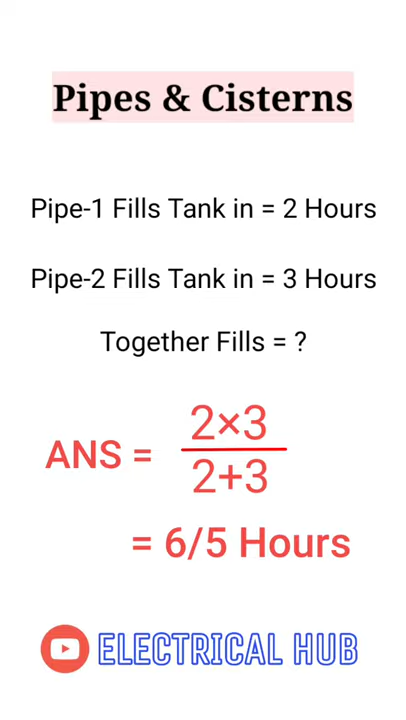 Pipes & Cisterns
Pipe-1 Fills Tank in = 2 Hours
Pipe-2 Fills Tank in = 3 Hours
Together Fills = ?
2×3
ANS =
2+3
= 6/5 Hours
ELECTRICAL HUB